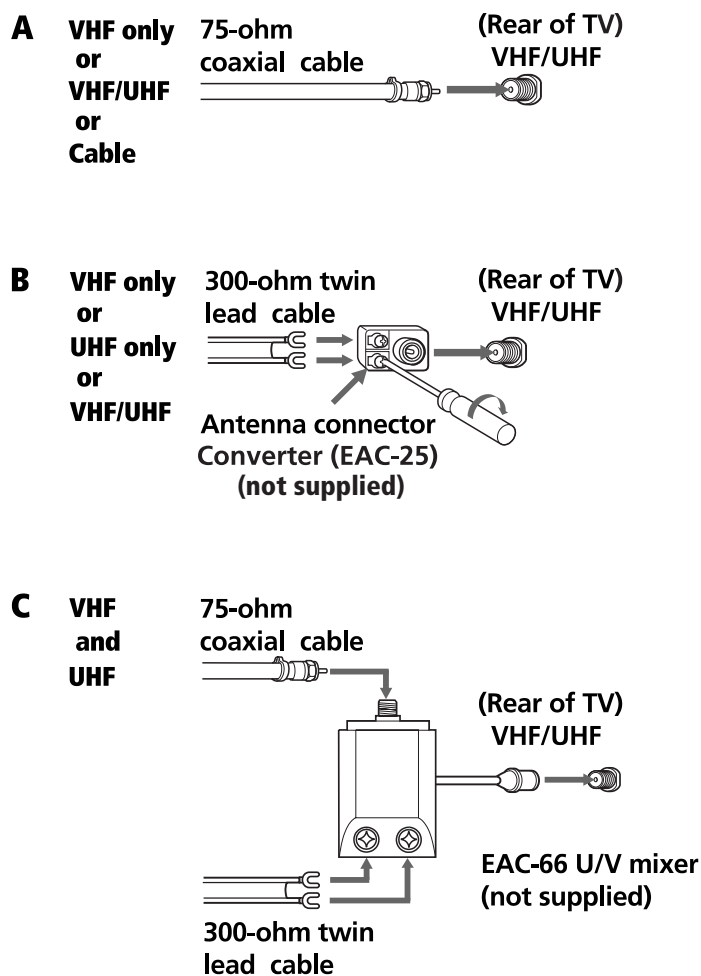 A
VHF only
or
VHF/UHF
or
Cable
75-ohm
coaxial cable
(Rear of TV)
VHF/UHF
B
VHF only
or
UHF only
or
VHF/UHF
300-ohm twin
lead cable
(Rear of TV)
VHF/UHF
Antenna connector
Converter (EAC-25)
(not supplied)
C
VHF
and
UHF
75-ohm
coaxial cable
(Rear of TV)
VHF/UHF
EAC-66 U/V mixer
(not supplied)
300-ohm twin
lead cable